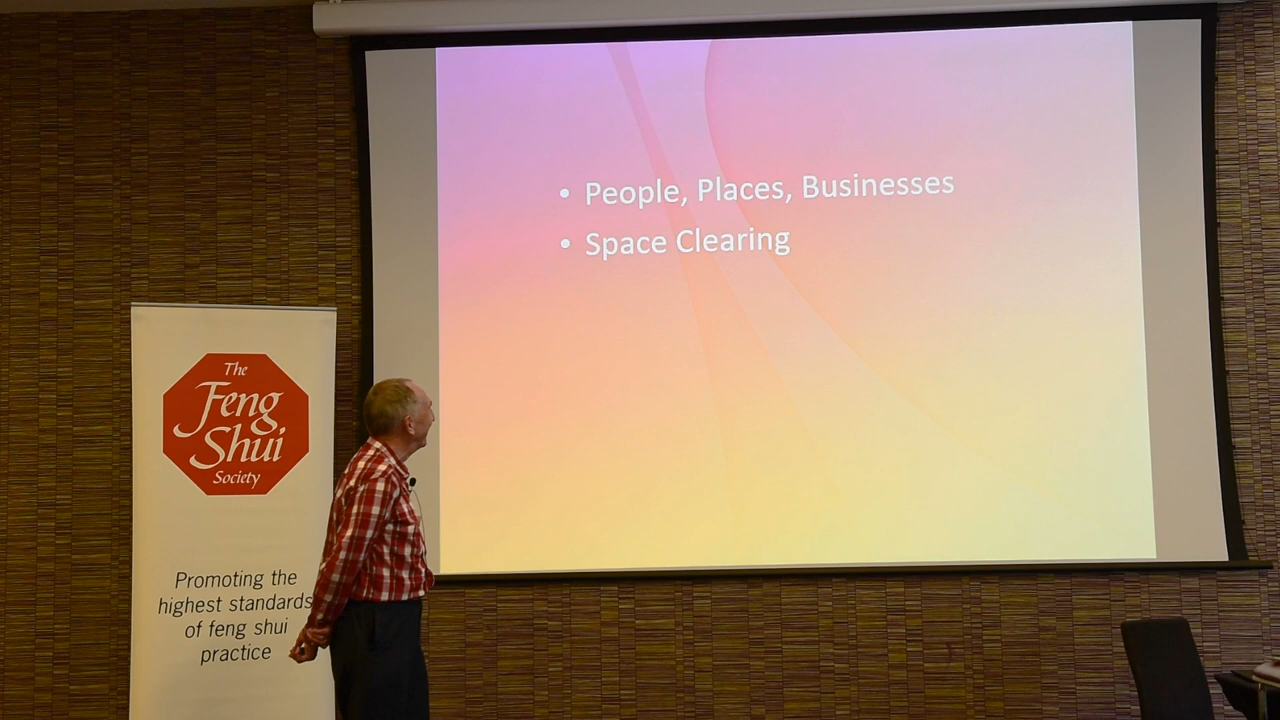 • People, Places, Businesses
• Space Clearing
The
Feng
Shui
Society
Promoting the
highest standards
of feng shui
practice